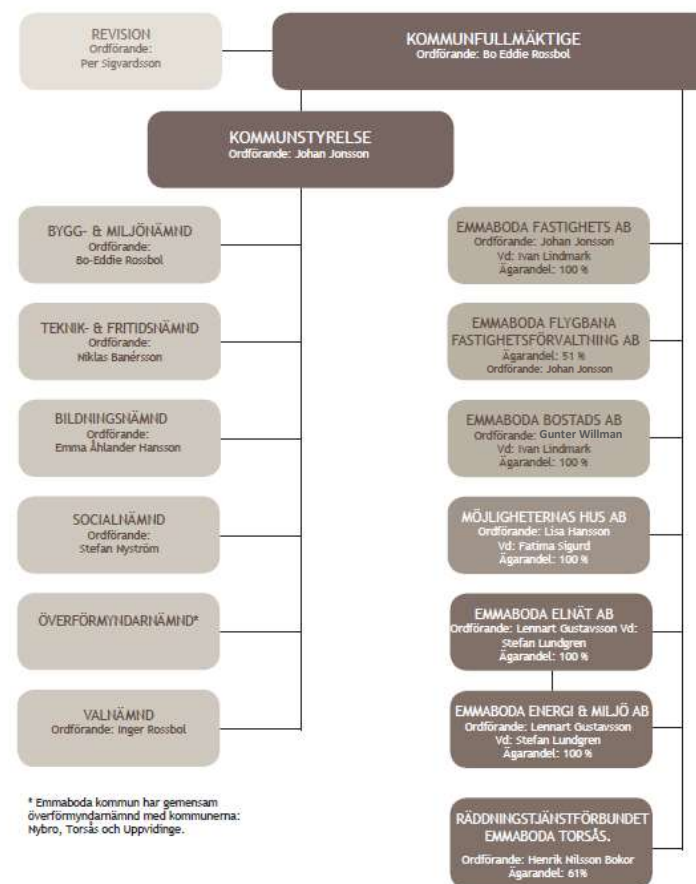 REVISION
Ordförande:
Per Sigvardsson
KOMMUNFULLMÄKTIGE
Ordförande: Bo Eddie Rossbol
KOMMUNSTYRELSE
Ordförande: Johan Jonsson
BYGG- & MILJÖNÄMND
Ordförande:
Bo-Eddie Rossbol
TEKNIK- & FRITIDSNÄMND
Ordförande:
Niklas Banérsson
BILDNINGSNÄMND
Ordförande:
Emma Åhlander Hansson
SOCIALNÄMND
Ordförande:
Stefan Nyström
ÖVERFÖRMYNDARNÄMND*
VALNÄMND
Ordförande: Inger Rossbol
* Emmaboda kommun har gemensam
överförmyndarnämnd med kommunerna:
Nybro, Torsås och Uppvidinge.
EMMABODA FASTIGHETS AB
Ordförande: Johan Jonsson
Vd: Ivan Lindmark
Ägarandel: 100 %
EMMABODA FLYGBANA
FASTIGHETSFÖRVALTNING AB
Ägarandel: 51 %
Ordförande: Johan Jonsson
EMMABODA BOSTADS AB
Ordförande: Gunter Willman
Vd: Ivan Lindmark
Ägarandel: 100 %
MÖJLIGHETERNAS HUS AB
Ordförande: Lisa Hansson
Vd: Fatima Sigurd
Ägarandel: 100 %
EMMABODA ELNÄT AB
Ordförande: Lennart Gustavsson Vd:
Stefan Lundgren
Ägarandel: 100 %
EMMABODA ENERGI & MILJÖ AB
Ordförande: Lennart Gustavsson
Vd: Stefan Lundgren
Ägarandel: 100 %
RÄDDNINGSTJÄNSTFÖRBUNDET
EMMABODA TORSÅS.
Ordförande: Henrik Nilsson Bokor
Ägarandel: 61%